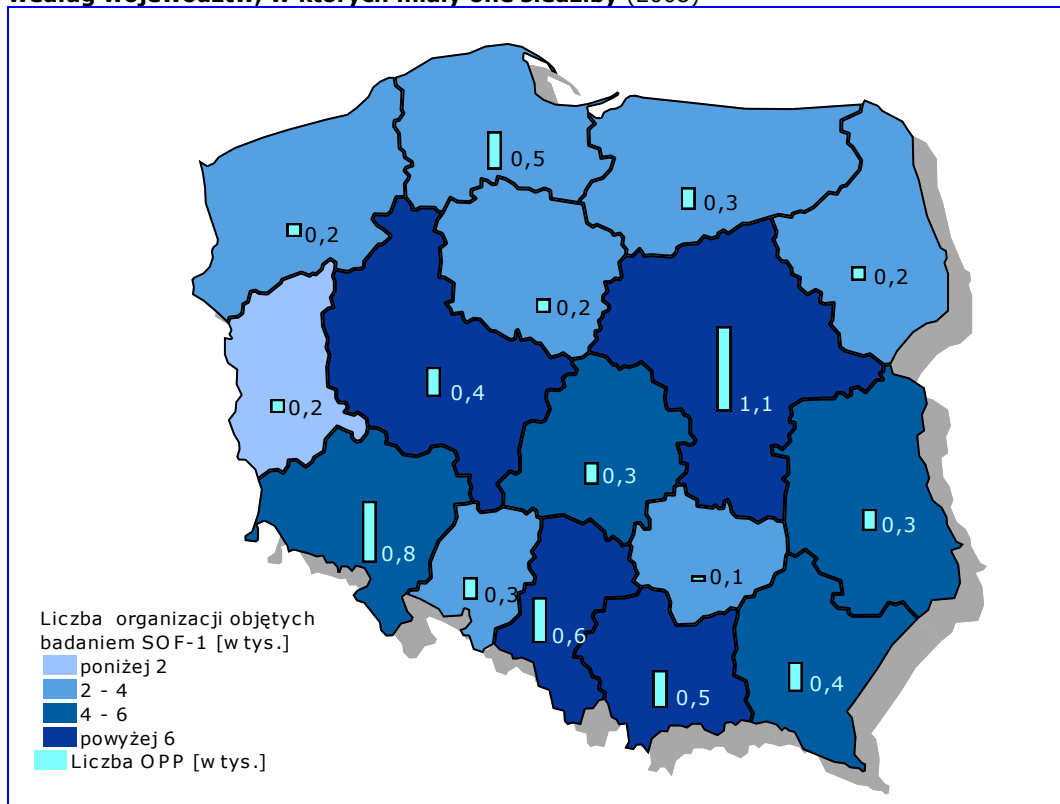 0,5
0,3
0,2
0,2
0,2
0,4
1,1
0,2
0,3
0,3
0,8
0,1
0,3
0,6
0,4
0,5
Liczba organizacji objętych
badaniem SOF-1 [w tys.]
poniżej 2
2 - 4
4 - 6
powyżej 6
Liczba OPP [w tys.]